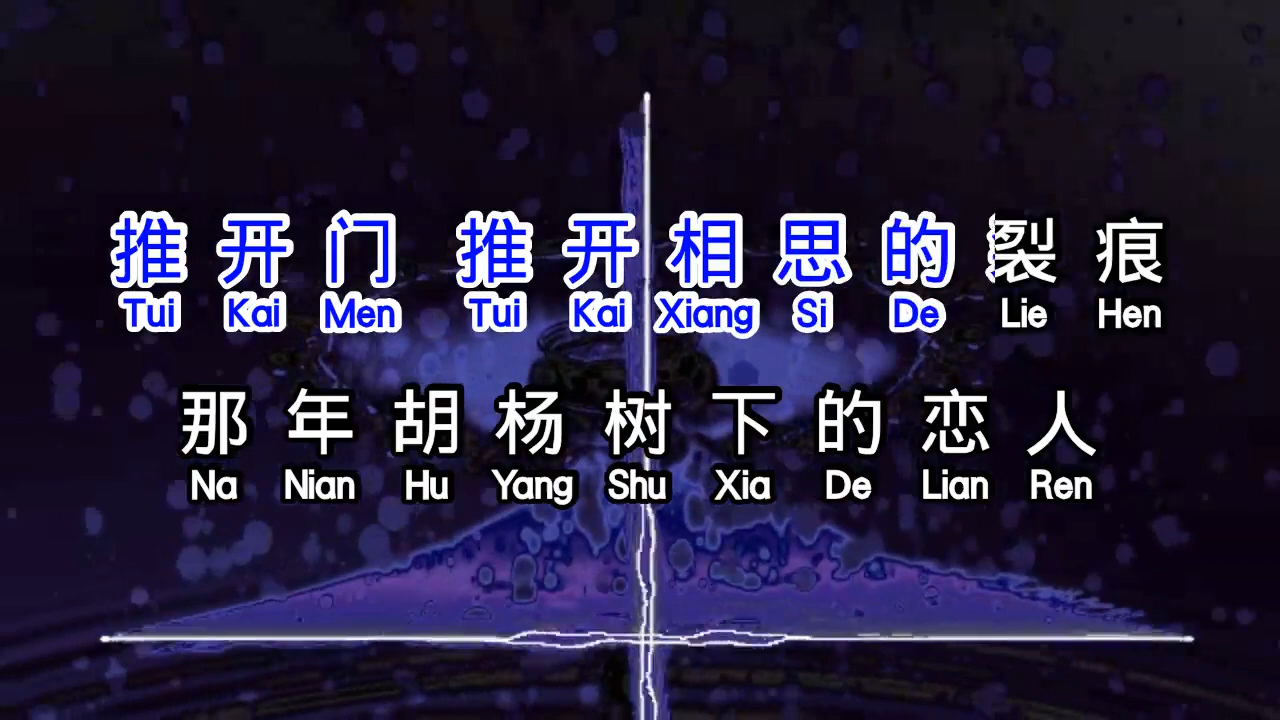 推开门 推开相思的裂痕
Tui Kai Men Tui Kai Xiang Si De Lie Hen
那年胡杨树下的恋人
Na Nian Hu Yang Shu Xia De Lian Ren